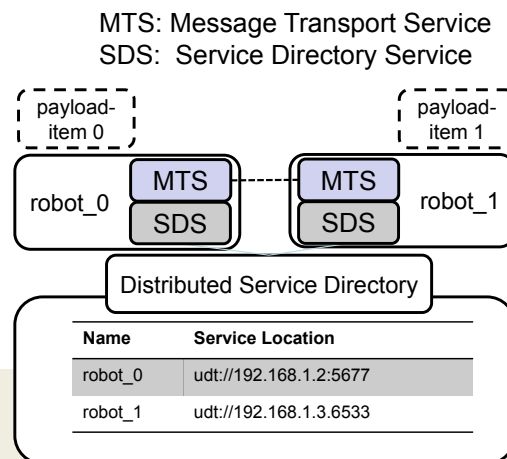 MTS: Message Transport Service
SDS: Service Directory Service
payload-
item 0
payload-
item 1
robot_0
MTS
SDS
MTS
SDS
robot_1
Distributed Service Directory
Name Service Location
robot_0 udt://192.168.1.2:5677
robot_1 udt://192.168.1.3.6533